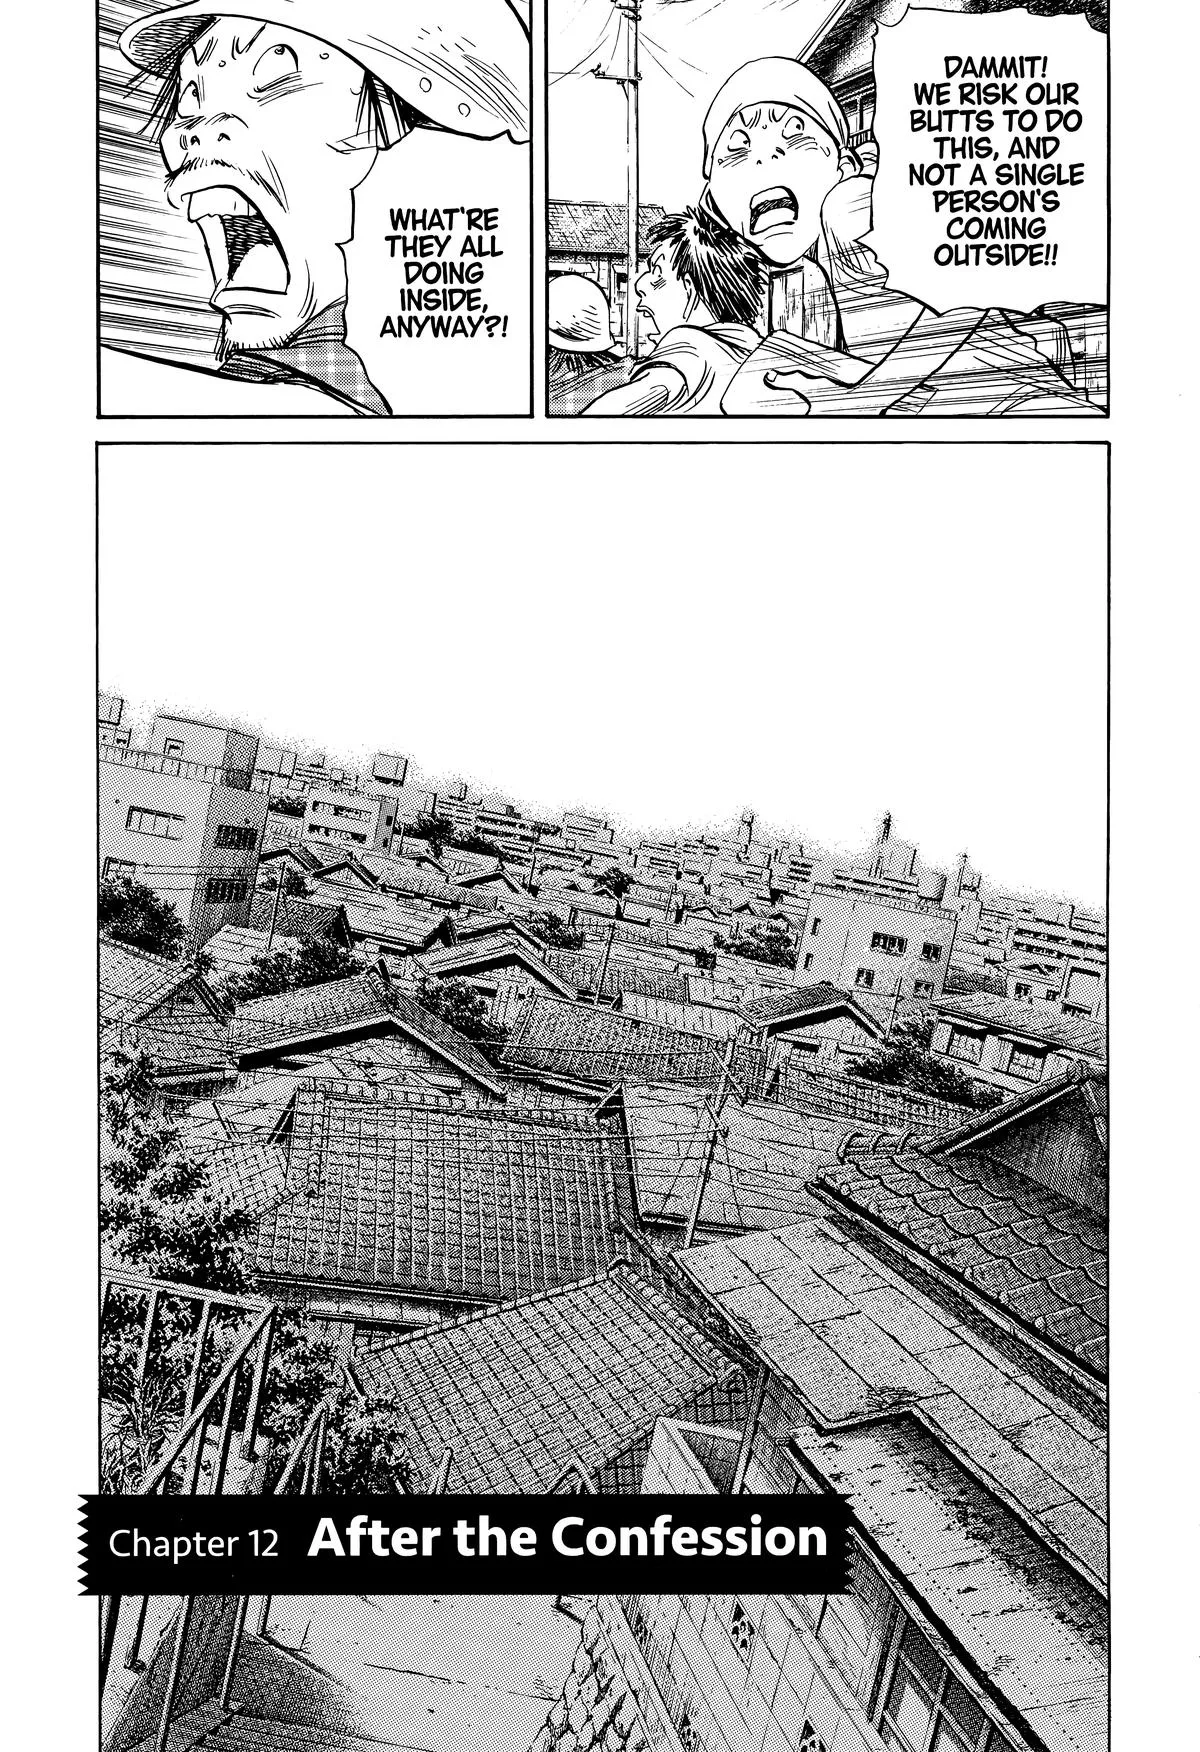 DAMMIT!
WE RISK OUR
BUTTS TO DO
THIS, AND
NOT A SINGLE
PERSON'S
COMING
OUTSIDE!!
WHAT'RE
THEY ALL
DOING
INSIDE,
ANYWAY?!
Chapter 12 After the Confession